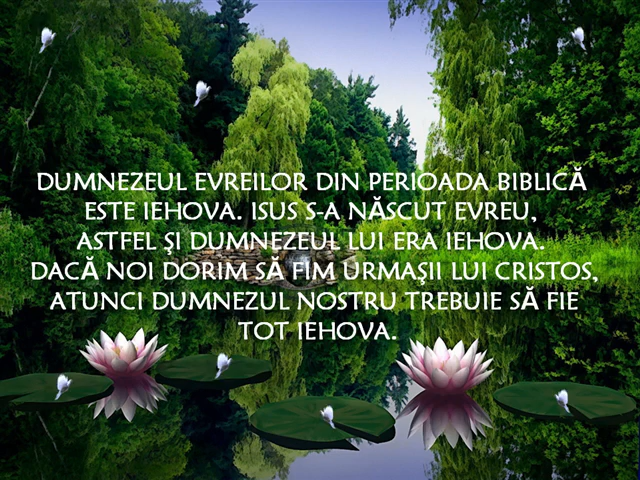 DUMNEZEUL EVREILOR DIN PERIOADA BIBLICĂ
ESTE IEHOVA. ISUS S-A NĂSCUT EVREU,
ASTFEL ŞI DUMNEZEUL LUI ERA IEHOVA.
DACĂ NOI DORIM SĂ FIM URMAŞII LUI CRISTOS,
ATUNCI DUMNEZUL NOSTRU TREBUIE SĂ FIE
TOT IEHOVA.